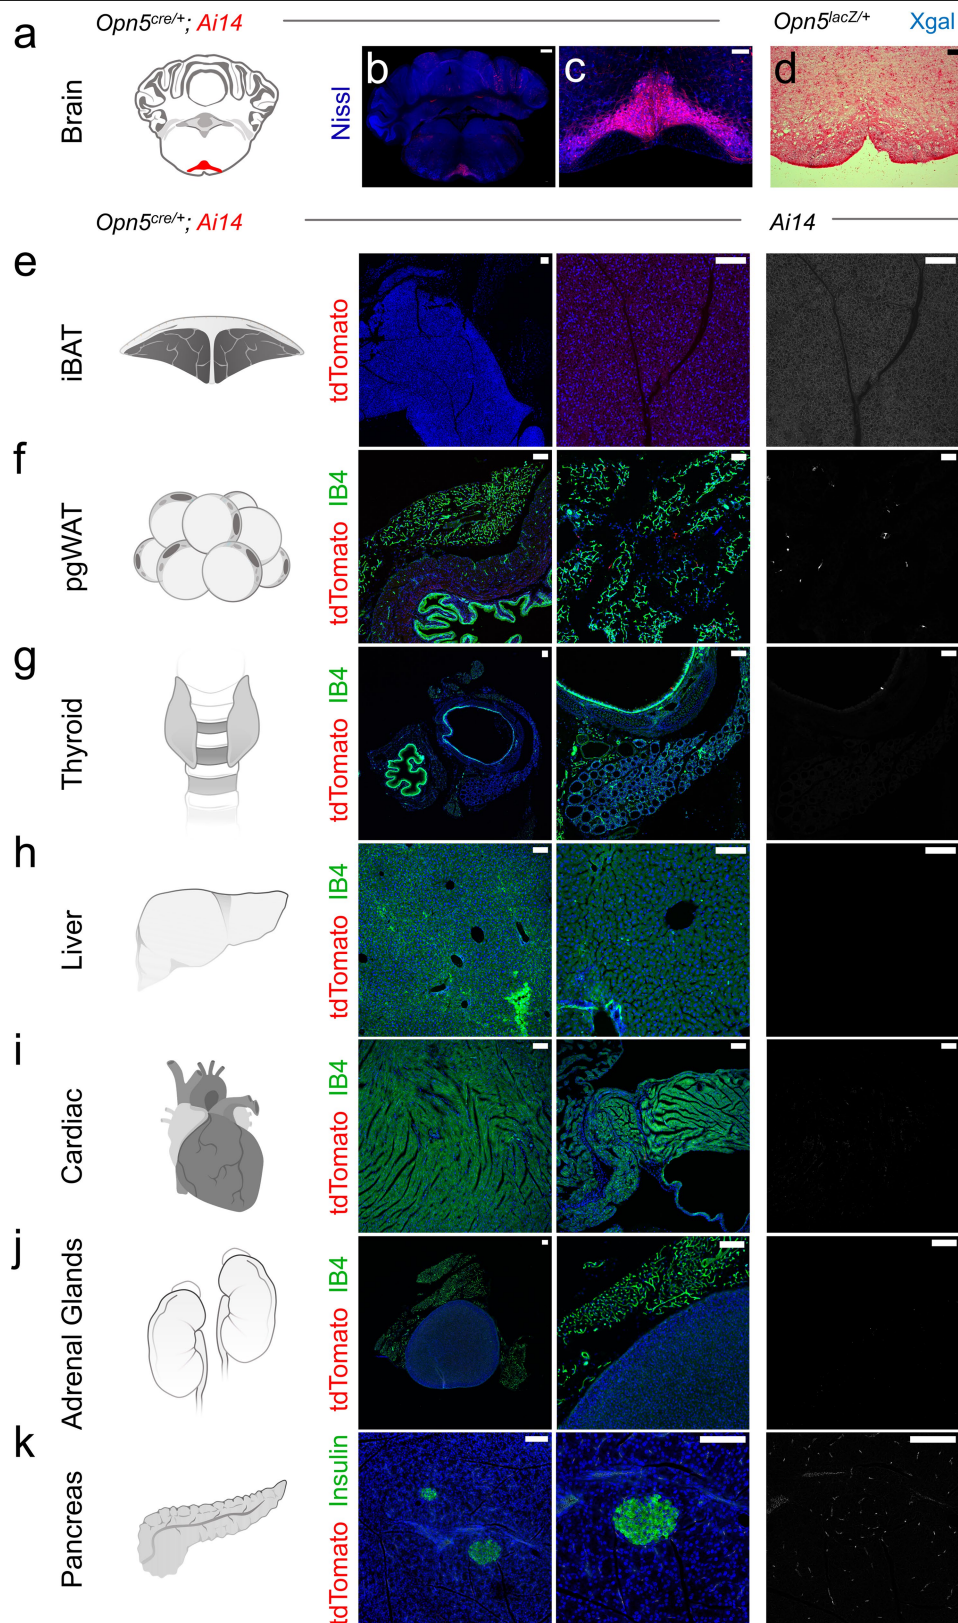 Opn5cre/+; Ai14
Opn5lacZ/+ Xgal
a
Brain
Nissl
b
c
d
Opn5cre/+; Ai14
Ai14
e
iBAT
tdTomato
f
pgWAT
tdTomato IB4
g
Thyroid
tdTomato IB4
h
Liver
tdTomato IB4
i
Cardiac
tdTomato IB4
j
Adrenal Glands
tdTomato IB4
k
Pancreas
tdTomato Insulin